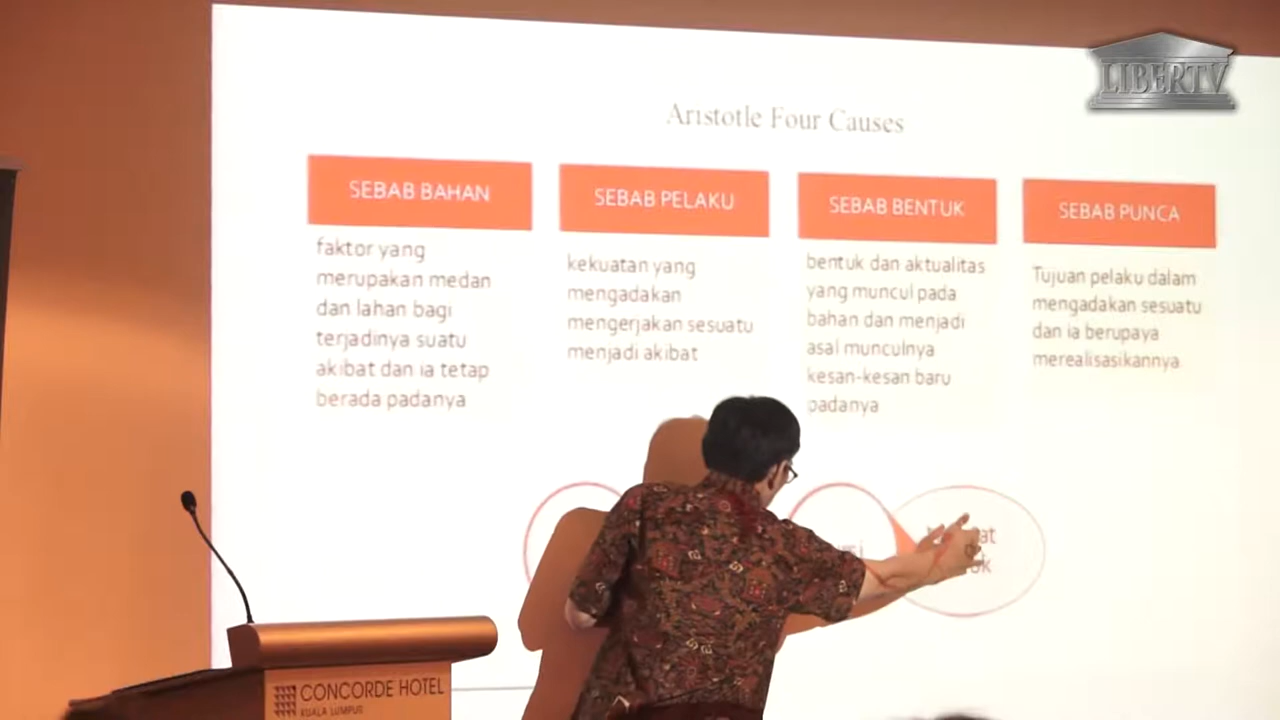 LIBERTV
Aristotle Four Causes
SEBAB BAHAN
faktor yang
merupakan medan
dan lahan bagi
terjadinya suatu
akibat dan ia tetap
berada padanya
SEBAB PELAKU
kekuatan yang
mengadakan
mengerjakan sesuatu
menjadi akibat
SEBAB BENTUK
bentuk dan aktualitas
yang muncul pada
bahan dan menjadi
asal munculnya
kesan-kesan baru
padanya
SEBAB PUNCA
Tujuan pelaku dalam
mengadakan sesuatu
dan ia berupaya
merealisasikannya.
CONCORDE HOTEL
KUALA LUMPUR